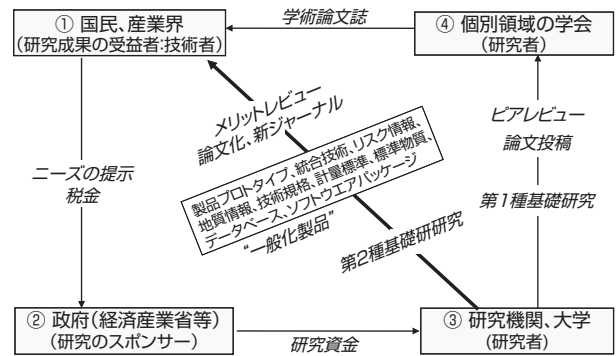 ① 国民、産業界
(研究成果の受益者:技術者)
学術論文誌
④ 個別領域の学会
(研究者)
メリットレビュー
論文化、新ジャーナル
製品プロトタイプ、統合技術、リスク情報、
地質情報、技術規格、計量標準、標準物質、
データベース、ソフトウエアパッケージ
“一般化製品”
第2種基礎研研究
ピアレビュー
論文投稿
第1種基礎研究
ニーズの提示
税金
② 政府(経済産業省等)
(研究のスポンサー)
研究資金
③ 研究機関、大学
(研究者)